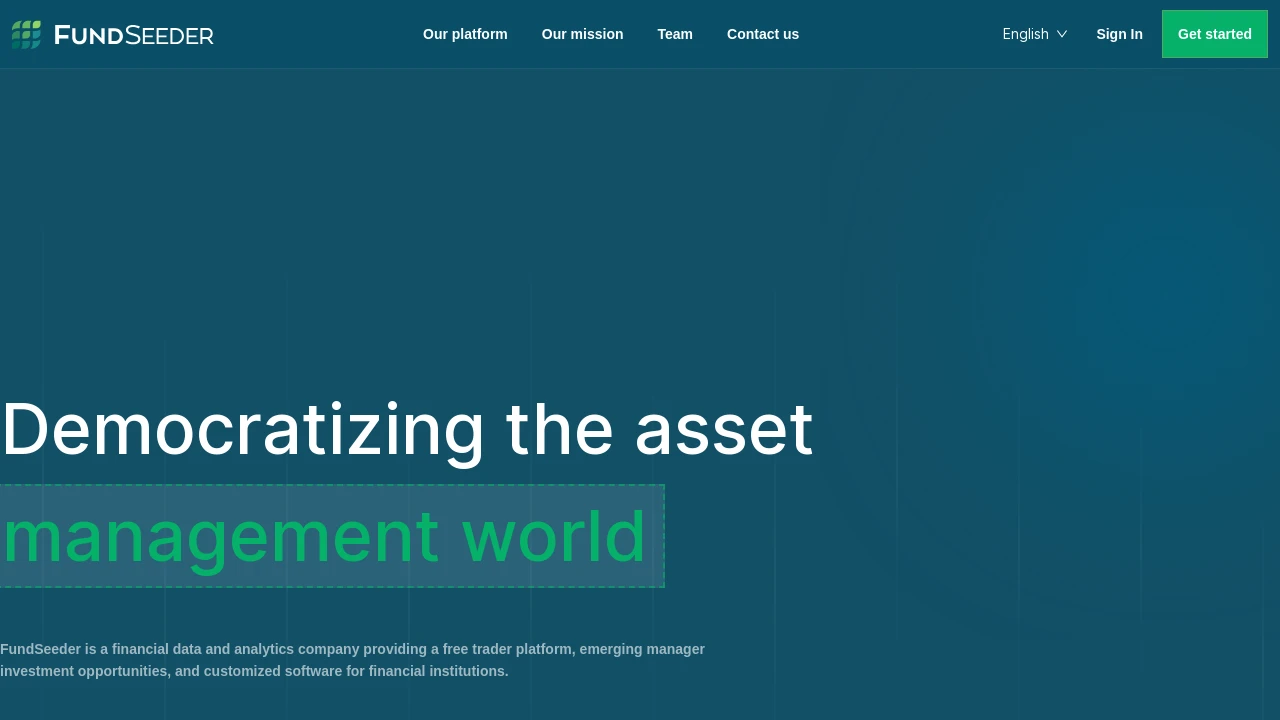 FUNDSEEDER
Our platform
Our mission
Team
Contact us
English
Sign In
Get started
Democratizing the asset
management world
FundSeeder is a financial data and analytics company providing a free trader platform, emerging manager
investment opportunities, and customized software for financial institutions.